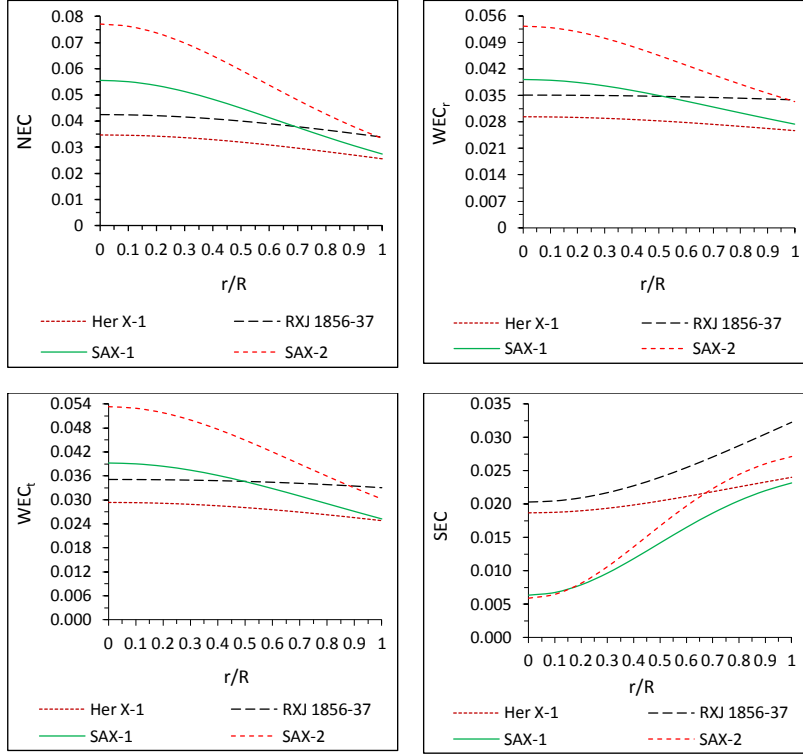 0.08
0.07
0.06
0.05
0.04
0.03
0.02
0.01
0
NEC
0 0.1 0.2 0.3 0.4 0.5 0.6 0.7 0.8 0.9 1
r/R
Her X-1 RXJ 1856-37
SAX-1 SAX-2
0.056
0.049
0.042
0.035
0.028
0.021
0.014
0.007
0
WECr
0 0.1 0.2 0.3 0.4 0.5 0.6 0.7 0.8 0.9 1
r/R
Her X-1 RXJ 1856-37
SAX-1 SAX-2
0.054
0.048
0.042
0.036
0.030
0.024
0.018
0.012
0.006
0.000
WECt
0 0.1 0.2 0.3 0.4 0.5 0.6 0.7 0.8 0.9 1
r/R
Her X-1 RXJ 1856-37
SAX-1 SAX-2
0.035
0.030
0.025
0.020
0.015
0.010
0.005
0.000
SEC
0 0.1 0.2 0.3 0.4 0.5 0.6 0.7 0.8 0.9 1
r/R
Her X-1 RXJ 1856-37
SAX-1 SAX-2